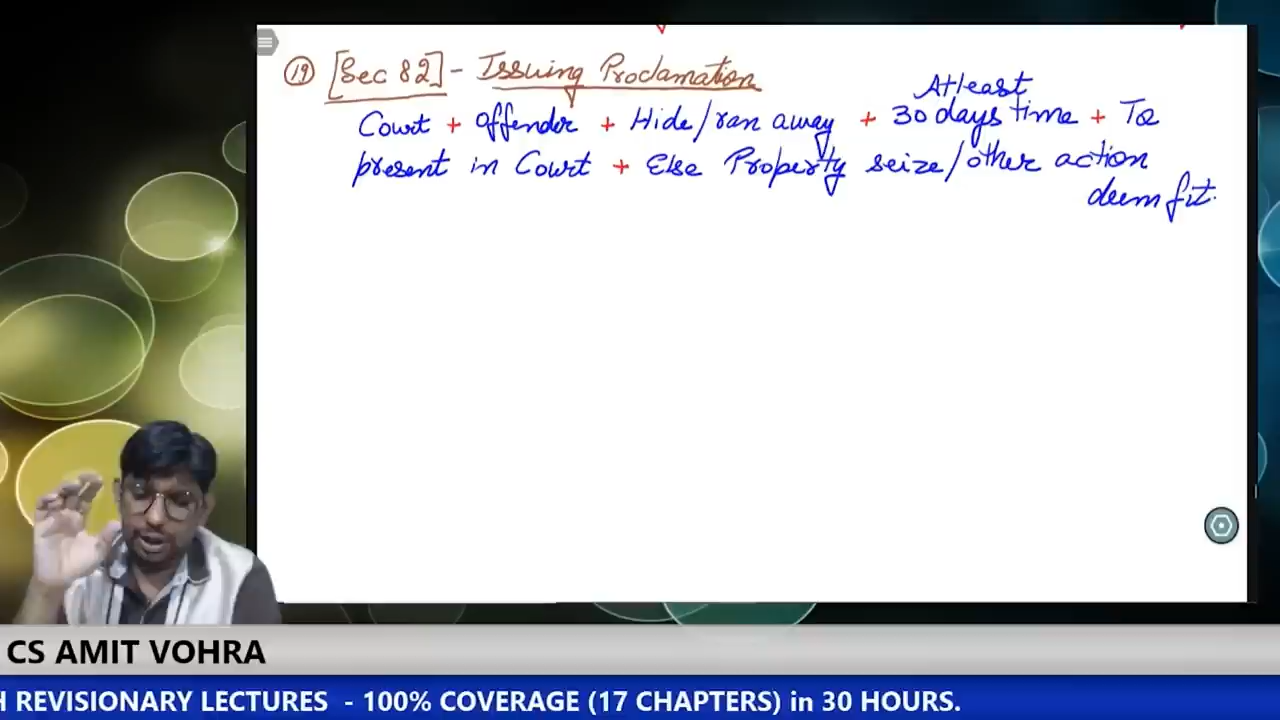 19 [Sec 82] - Issuing Proclamation
Atleast
Court + offender + Hide/ran away + 30 days time + To
present in Court + Else Property seize/other action
deem fit.
CS AMIT VOHRA
H REVISIONARY LECTURES - 100% COVERAGE (17 CHAPTERS) in 30 HOURS.